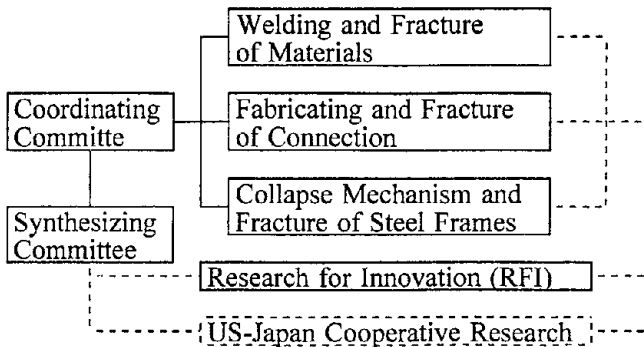 Welding and Fracture
of Materials
Coordinating
Committe
Fabricating and Fracture
of Connection
Collapse Mechanism and
Fracture of Steel Frames
Synthesizing
Committee
Research for Innovation (RFI)
US-Japan Cooperative Research